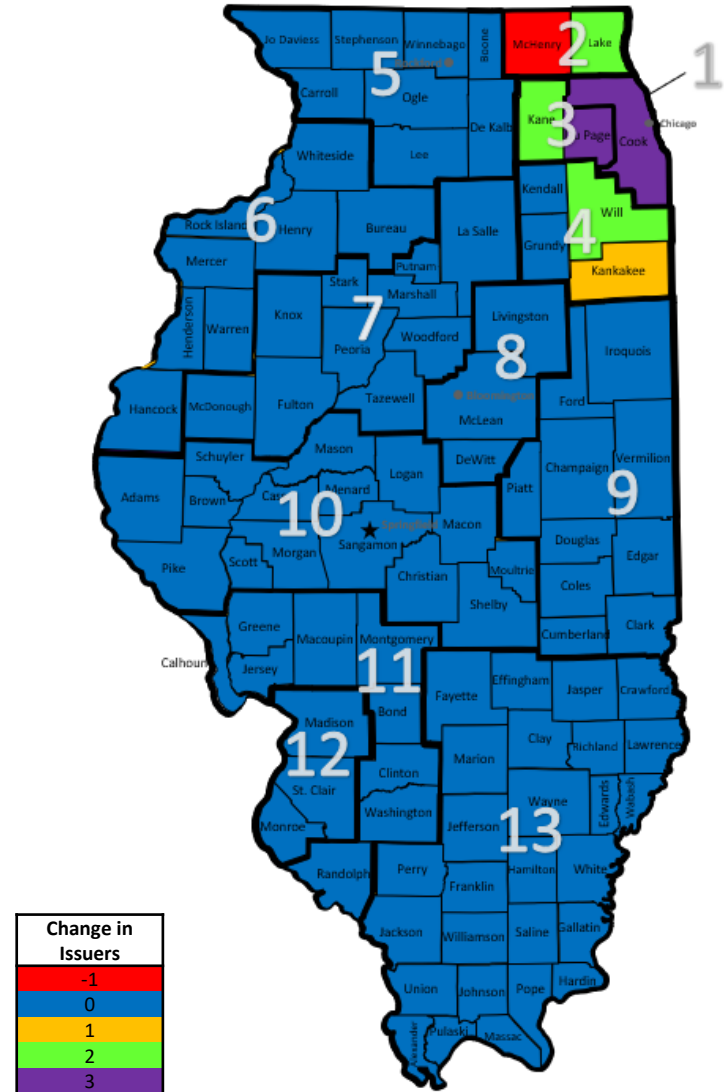 Jo Daviess
Stephenson
Winnebago
Boone
McHenry
2
Lake
5
1
Carroll
Ogle
De Kalb
Kane
3
Page
Cook
Chicago
Whiteside
Lee
Kendall
Will
6
Rock Island
Henry
Bureau
La Salle
Grundy
4
Mercer
Putnam
Kankakee
Stark
Marshall
Henderson
Warren
Knox
7
Livingston
Peoria
Woodford
8
Iroquois
Hancock
McDonough
Fulton
Tazewell
Bloomington
McLean
Ford
Mason
Schuyler
DeWitt
Vermilion
Adams
Brown
Menard
Logan
Piatt
Champaign
9
10
Springfield
Macon
Sangamon
Douglas
Pike
Scott
Morgan
Christian
Moultrie
Edgar
Coles
Shelby
Greene
Macoupin
Montgomery
Cumberland
Clark
Calhoun
Jersey
11
Fayette
Effingham
Jasper
Crawford
Madison
Bond
12
Clay
Richland
Lawrence
Marion
St. Clair
Clinton
Wayne
Edwards
Wabash
Monroe
Washington
Jefferson
13
Randolph
Perry
Hamilton
White
Franklin
Jackson
Williamson
Saline
Gallatin
Union
Johnson
Pope
Hardin
Alexander
Pulaski
Massac
Change in
Issuers
-1
0
1
2
3